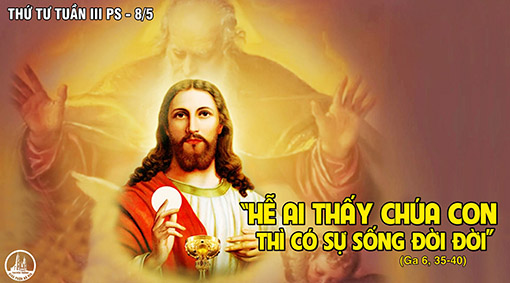 THỨ TƯ TUẦN III PS - 8/5
"HỄ AI THẤY CHÚA CON
THÌ CÓ SỰ SỐNG ĐỜI ĐỜI"
(Ga 6, 35-40)